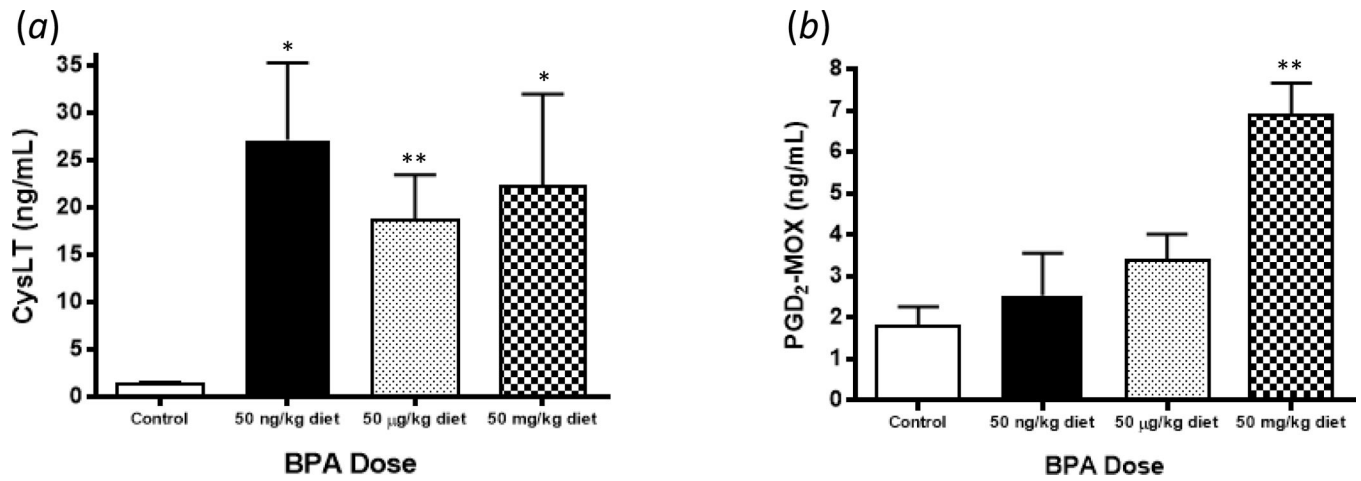 (a)
CysLT (ng/mL)
35
30
25
20
15
10
5
0
*
**
*
Control
50 ng/kg diet
50 μg/kg diet
50 mg/kg diet
BPA Dose
(b)
PGD₂-MOX (ng/mL)
8
7
6
5
4
3
2
1
0
**
Control
50 ng/kg diet
50 μg/kg diet
50 mg/kg diet
BPA Dose